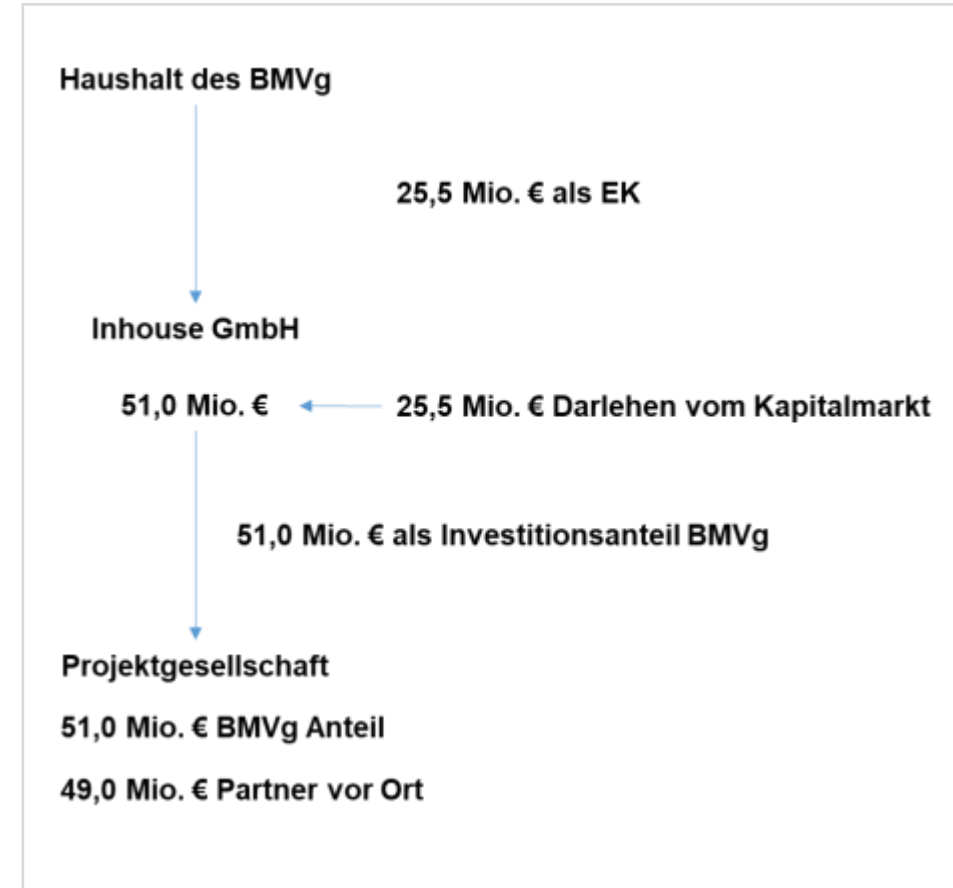 Haushalt des BMVg
25,5 Mio. € als EK
Inhouse GmbH
51,0 Mio. €
25,5 Mio. € Darlehen vom Kapitalmarkt
51,0 Mio. € als Investitionsanteil BMVg
Projektgesellschaft
51,0 Mio. € BMVg Anteil
49,0 Mio. € Partner vor Ort